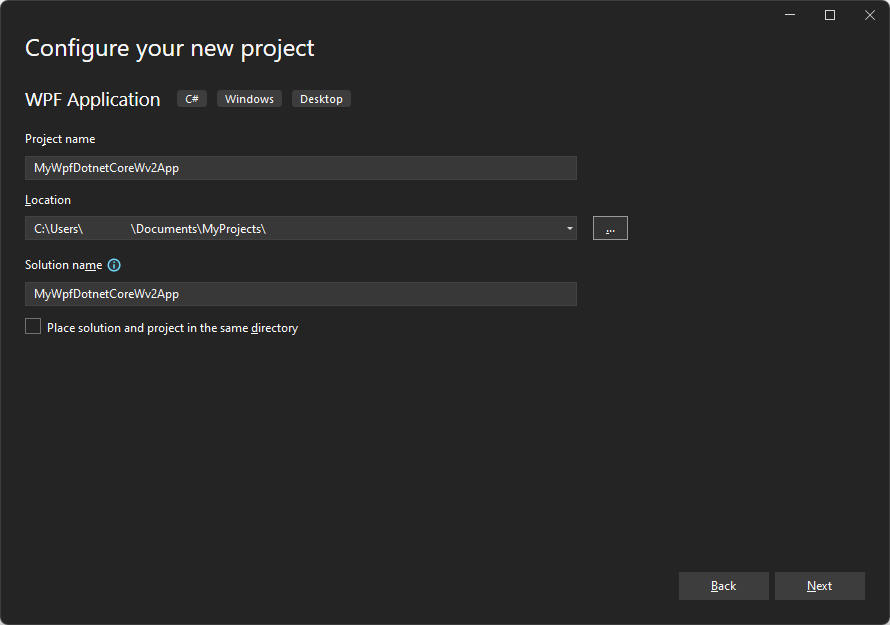 Configure your new project
WPF Application C# Windows Desktop
Project name
MyWpfDotnetCoreWv2App
Location
C:\Users\ \Documents\MyProjects\ ...
Solution name
MyWpfDotnetCoreWv2App
Place solution and project in the same directory
Back Next